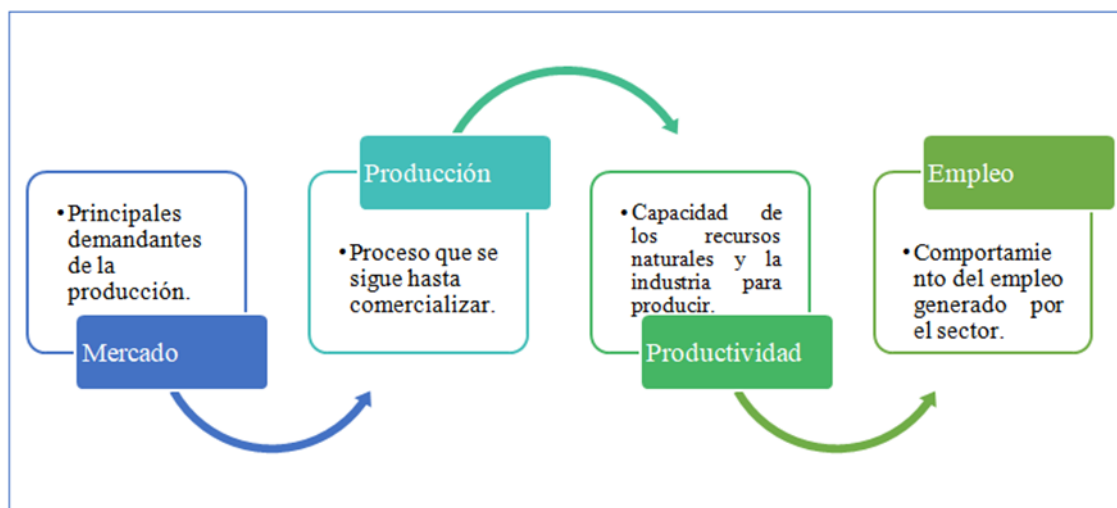 •Principales
demandantes
de la
producción.
Mercado
Producción
•Proceso que se
sigue hasta
comercializar.
•Capacidad de
los recursos
naturales y la
industria para
producir.
Productividad
Empleo
•Comportamie
nto del empleo
generado por
el sector.